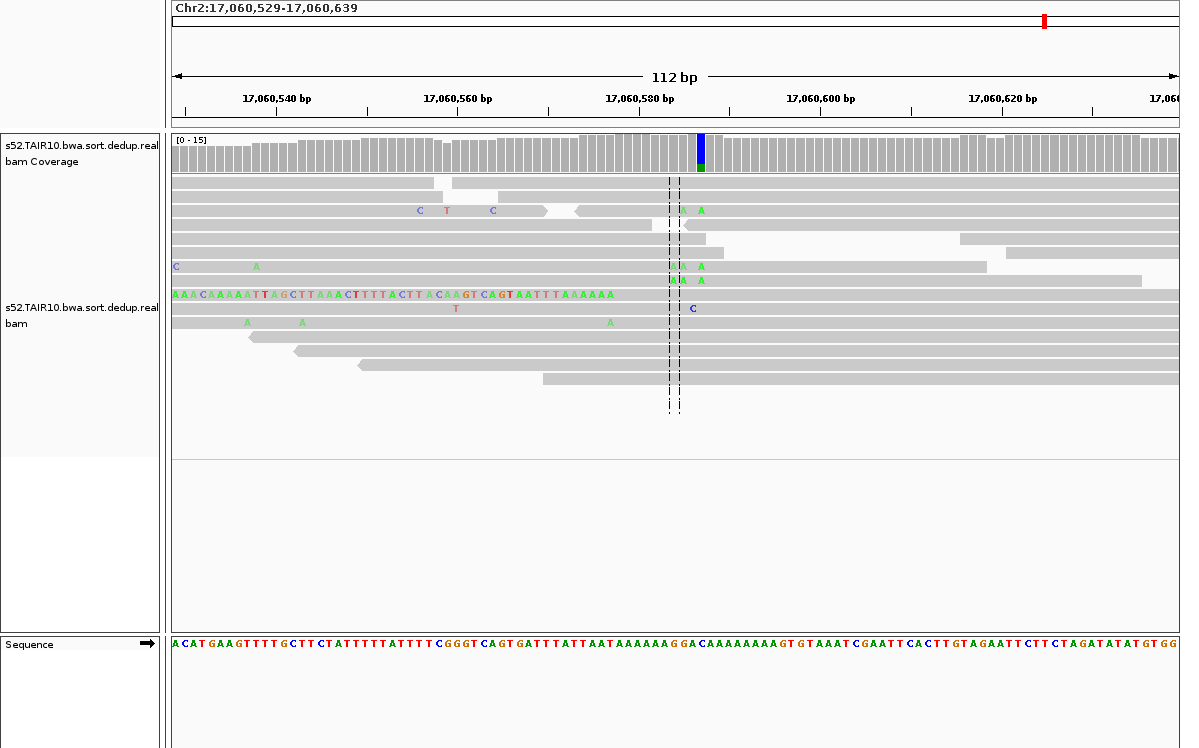 Chr2:17,060,529-17,060,639
112 bp
17,060,540 bp 17,060,560 bp 17,060,580 bp 17,060,600 bp 17,060,620 bp 17,060
s52.TAIR10.bwa.sort.dedup.real
bam Coverage
[0 - 15]
C T C A A
C A A A A
A A A
AAACAAAAATTAGCTTAAACTTTTACTTACAAGTCAGTAATTTAAAAAA
s52.TAIR10.bwa.sort.dedup.real
bam
T C
A A A
Sequence
ACATGAAGTTTTGCTTCTATTTTTATTTTCGGGTCAGTGATTTATTAATAAAAAAGGACAAAAAAAAGTGTAAATCGAATTCACTTGTAGAATTCTTCTAGATATATGTGG